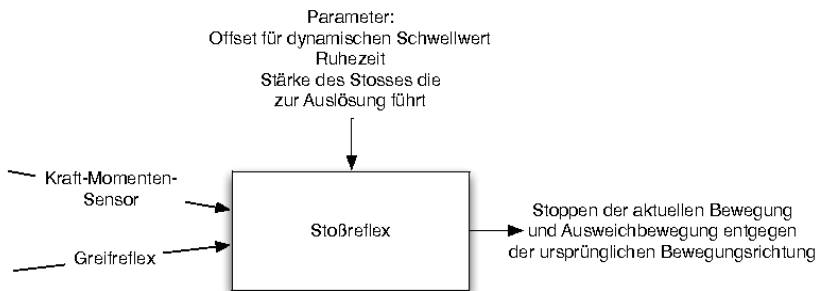 Parameter:
Offset für dynamischen Schwellwert
Ruhezeit
Stärke des Stosses die
zur Auslösung führt
Kraft-Momenten-
Sensor
Greifreflex
Stoßreflex
Stoppen der aktuellen Bewegung
und Ausweichbewegung entgegen
der ursprünglichen Bewegungsrichtung